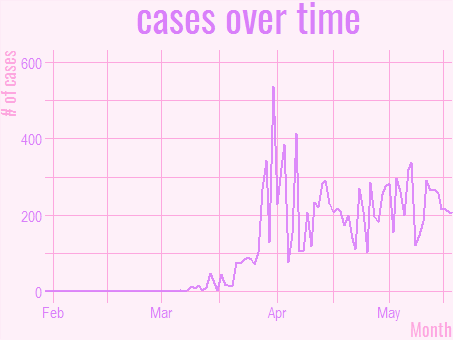 cases over time
# of cases
600
400
200
0
Feb Mar Apr May
Month